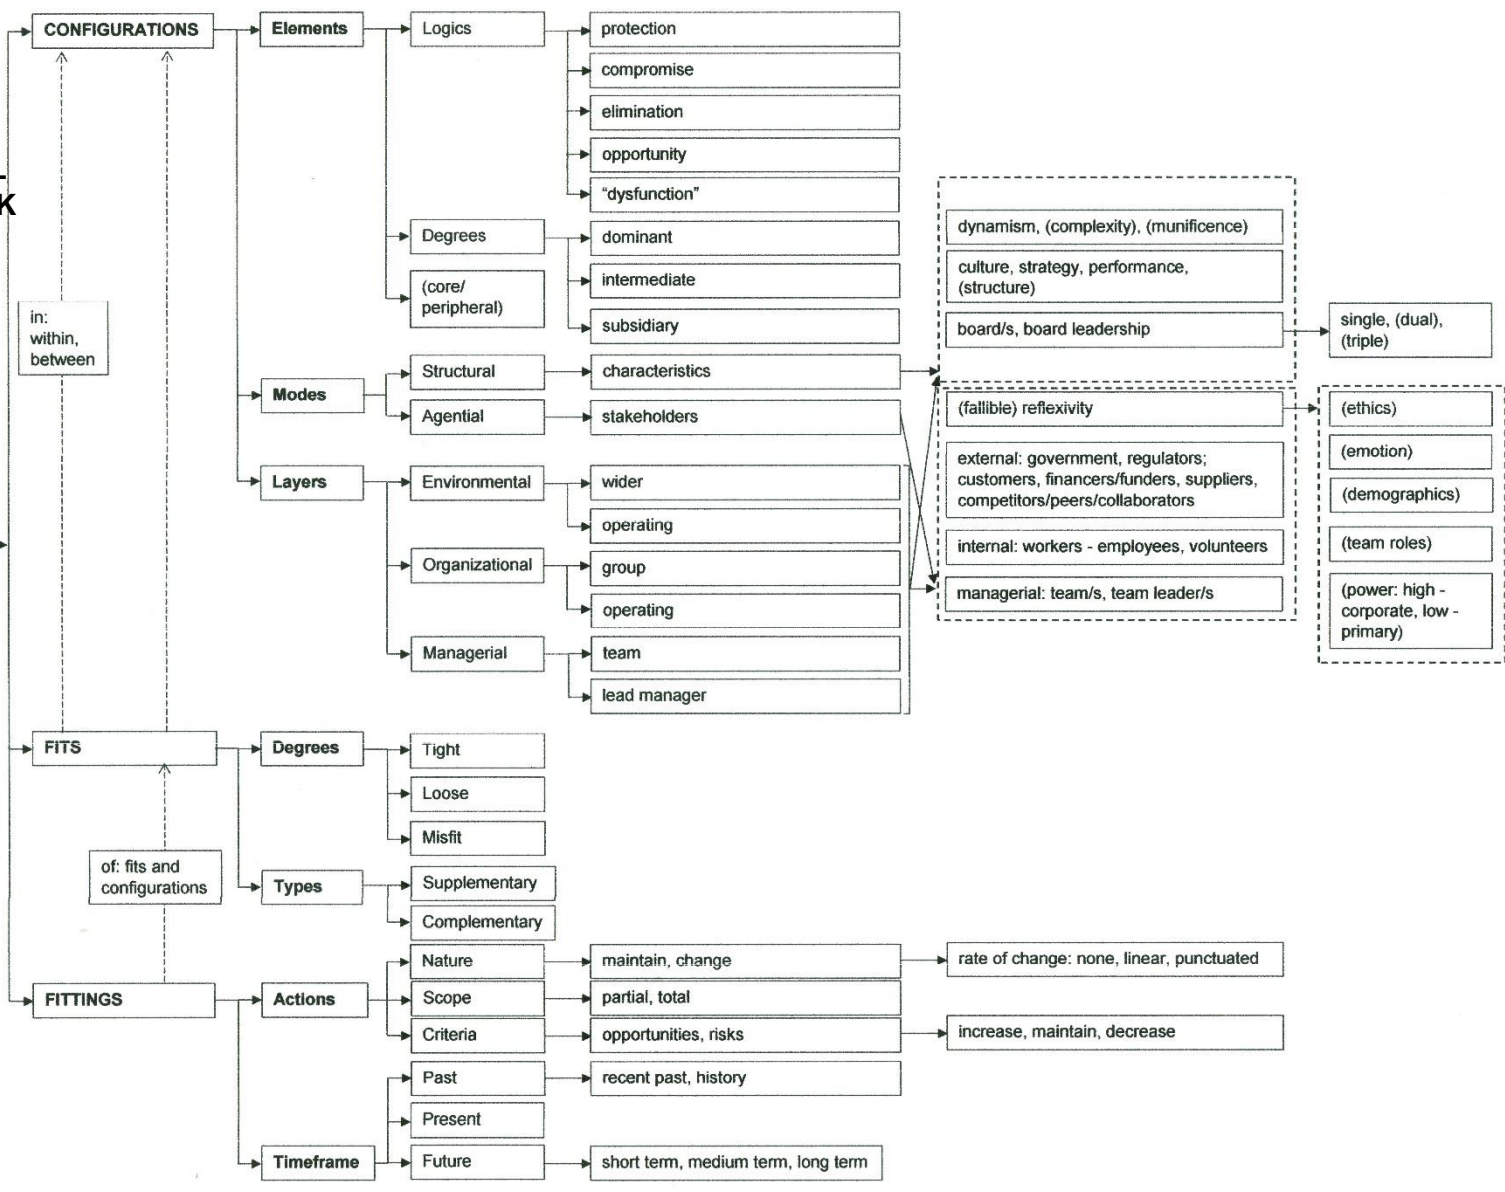 CONFIGURATIONS
Elements
Logics
protection
compromise
elimination
opportunity
“dysfunction”
K
Degrees
dominant
(core/
peripheral)
intermediate
subsidiary
dynamism, (complexity), (munificence)
culture, strategy, performance,
(structure)
board/s, board leadership
single, (dual),
(triple)
in:
within,
between
Modes
Structural
characteristics
Agential
stakeholders
(fallible) reflexivity
external: government, regulators;
customers, financers/funders, suppliers,
competitors/peers/collaborators
internal: workers - employees, volunteers
managerial: team/s, team leader/s
(ethics)
(emotion)
(demographics)
(team roles)
(power: high -
corporate, low -
primary)
Layers
Environmental
wider
operating
Organizational
group
operating
Managerial
team
lead manager
FITS
Degrees
Tight
Loose
Misfit
of: fits and
configurations
Types
Supplementary
Complementary
FITTINGS
Actions
Nature
maintain, change
rate of change: none, linear, punctuated
Scope
partial, total
Criteria
opportunities, risks
increase, maintain, decrease
Timeframe
Past
recent past, history
Present
Future
short term, medium term, long term